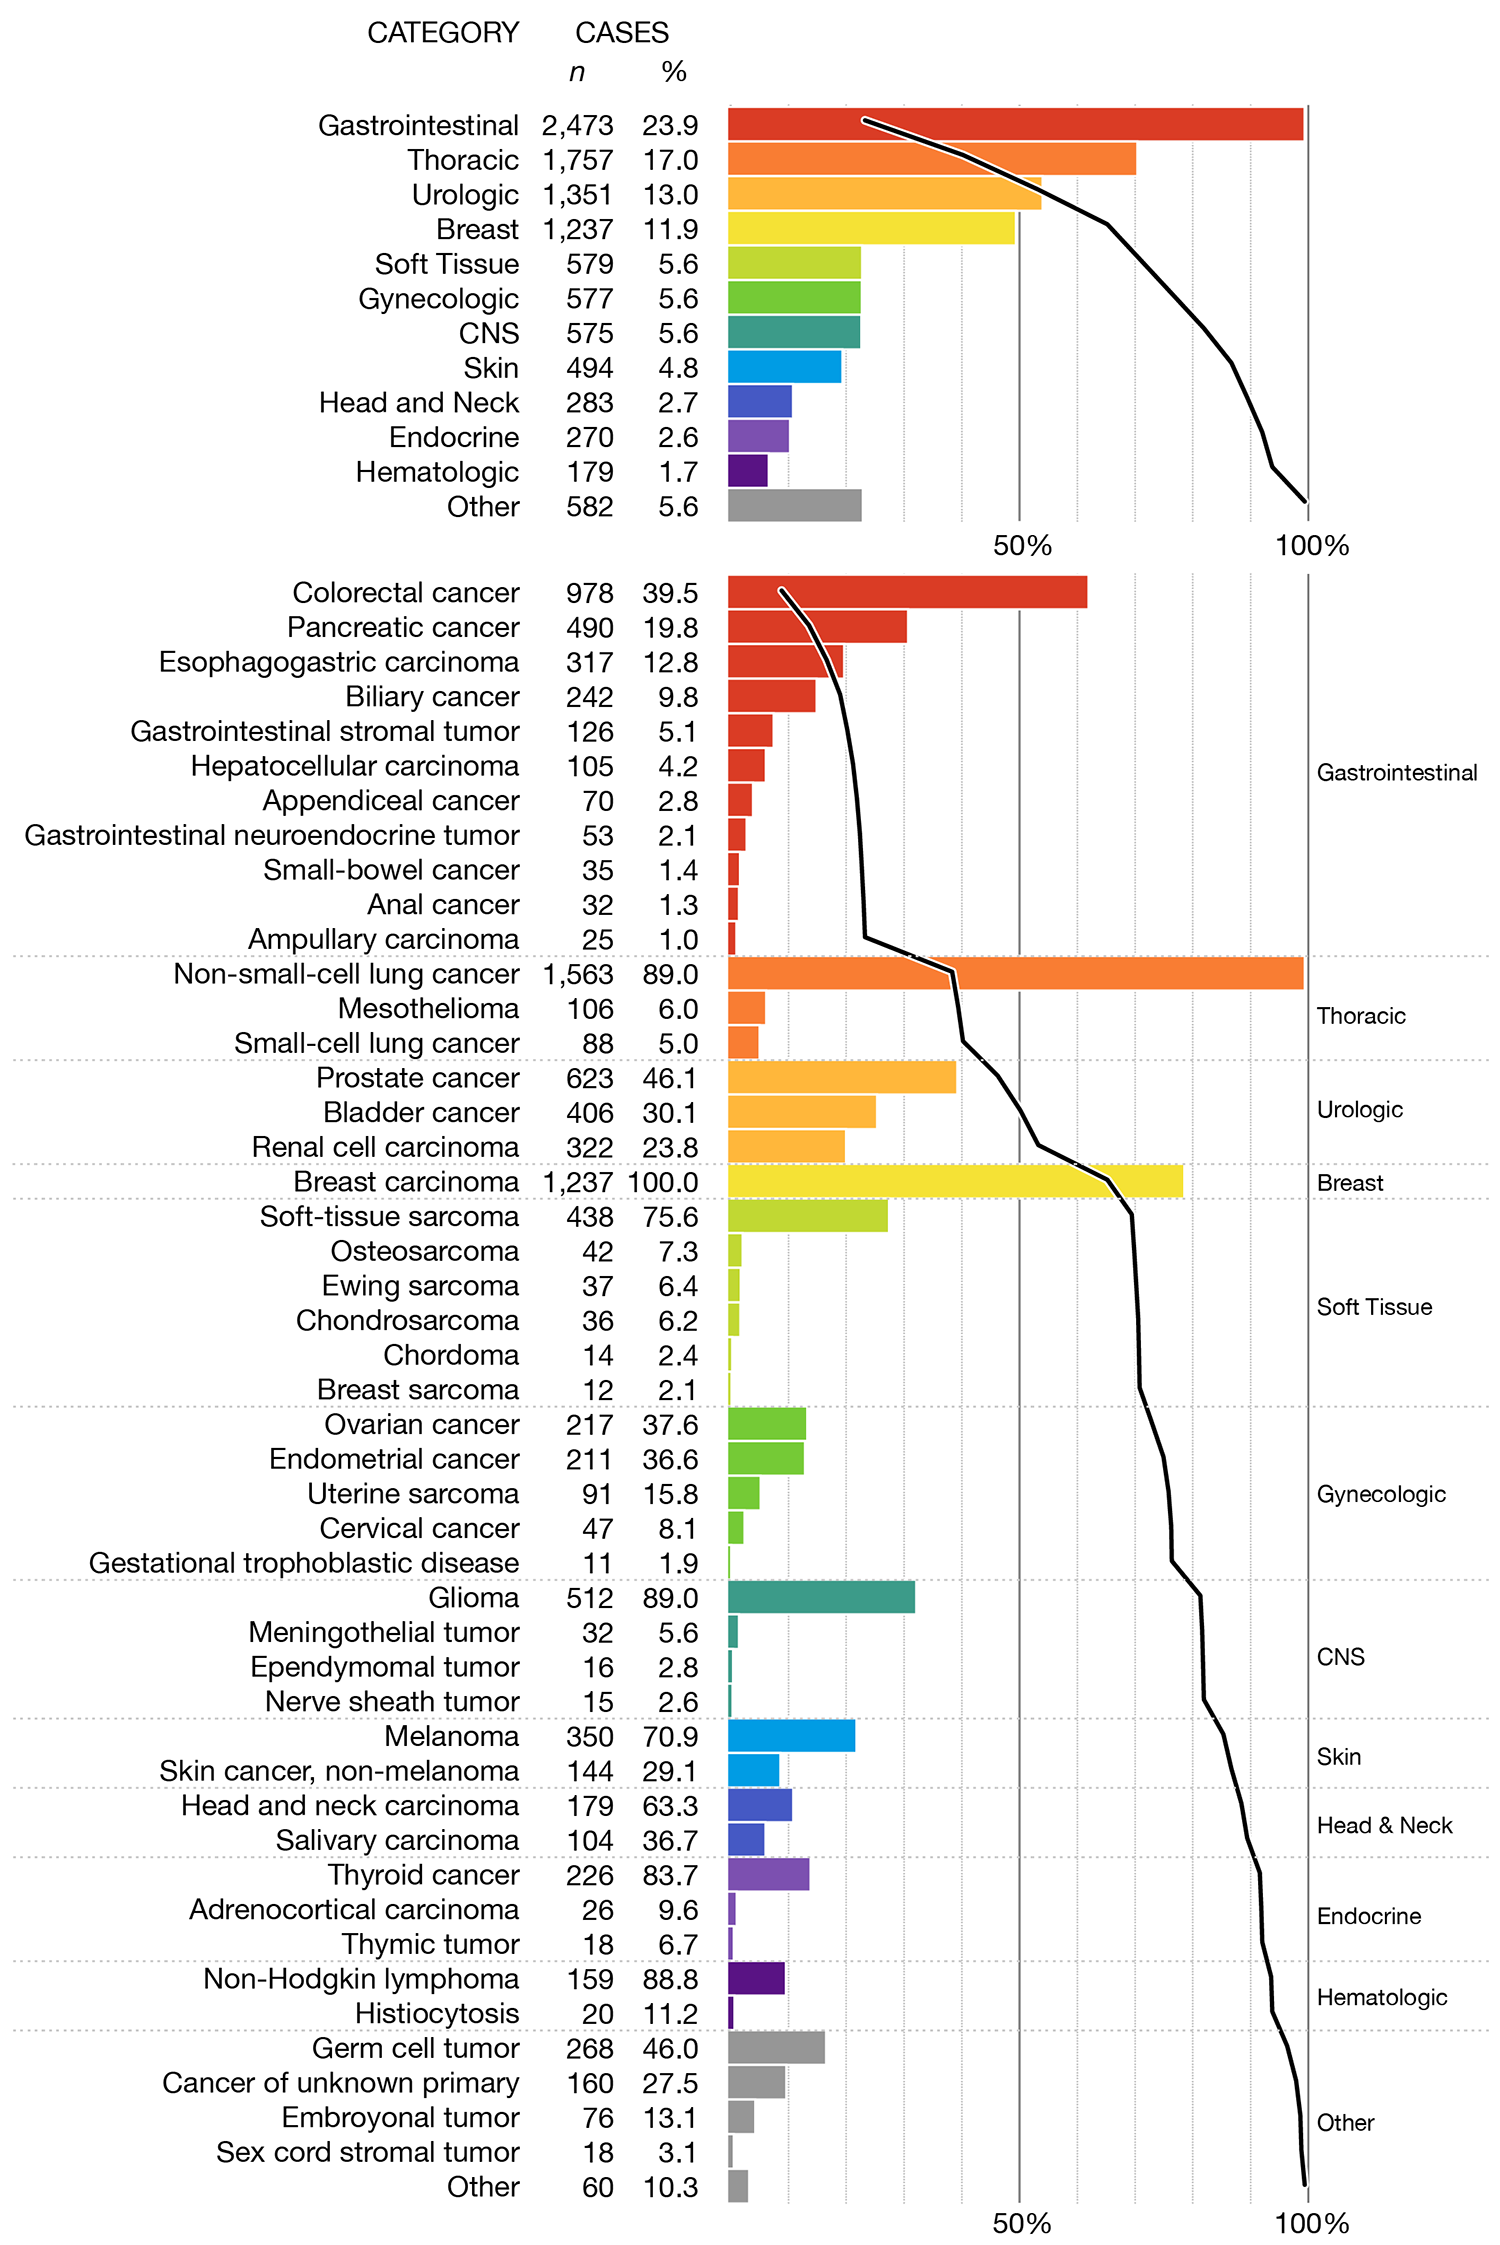 CATEGORY CASES
n %
Gastrointestinal 2,473 23.9
Thoracic 1,757 17.0
Urologic 1,351 13.0
Breast 1,237 11.9
Soft Tissue 579 5.6
Gynecologic 577 5.6
CNS 575 5.6
Skin 494 4.8
Head and Neck 283 2.7
Endocrine 270 2.6
Hematologic 179 1.7
Other 582 5.6
50% 100%
Colorectal cancer 978 39.5
Pancreatic cancer 490 19.8
Esophagogastric carcinoma 317 12.8
Biliary cancer 242 9.8
Gastrointestinal stromal tumor 126 5.1
Hepatocellular carcinoma 105 4.2
Gastrointestinal
Appendiceal cancer 70 2.8
Gastrointestinal neuroendocrine tumor 53 2.1
Small-bowel cancer 35 1.4
Anal cancer 32 1.3
Ampullary carcinoma 25 1.0
Non-small-cell lung cancer 1,563 89.0
Mesothelioma 106 6.0
Thoracic
Small-cell lung cancer 88 5.0
Prostate cancer 623 46.1
Bladder cancer 406 30.1
Urologic
Renal cell carcinoma 322 23.8
Breast carcinoma 1,237 100.0
Breast
Soft-tissue sarcoma 438 75.6
Osteosarcoma 42 7.3
Ewing sarcoma 37 6.4
Soft Tissue
Chondrosarcoma 36 6.2
Chordoma 14 2.4
Breast sarcoma 12 2.1
Ovarian cancer 217 37.6
Endometrial cancer 211 36.6
Uterine sarcoma 91 15.8
Gynecologic
Cervical cancer 47 8.1
Gestational trophoblastic disease 11 1.9
Glioma 512 89.0
Meningothelial tumor 32 5.6
CNS
Ependymomal tumor 16 2.8
Nerve sheath tumor 15 2.6
Melanoma 350 70.9
Skin
Skin cancer, non-melanoma 144 29.1
Head and neck carcinoma 179 63.3
Head & Neck
Salivary carcinoma 104 36.7
Thyroid cancer 226 83.7
Adrenocortical carcinoma 26 9.6
Endocrine
Thymic tumor 18 6.7
Non-Hodgkin lymphoma 159 88.8
Hematologic
Histiocytosis 20 11.2
Germ cell tumor 268 46.0
Cancer of unknown primary 160 27.5
Embroyonal tumor 76 13.1
Other
Sex cord stromal tumor 18 3.1
Other 60 10.3
50% 100%